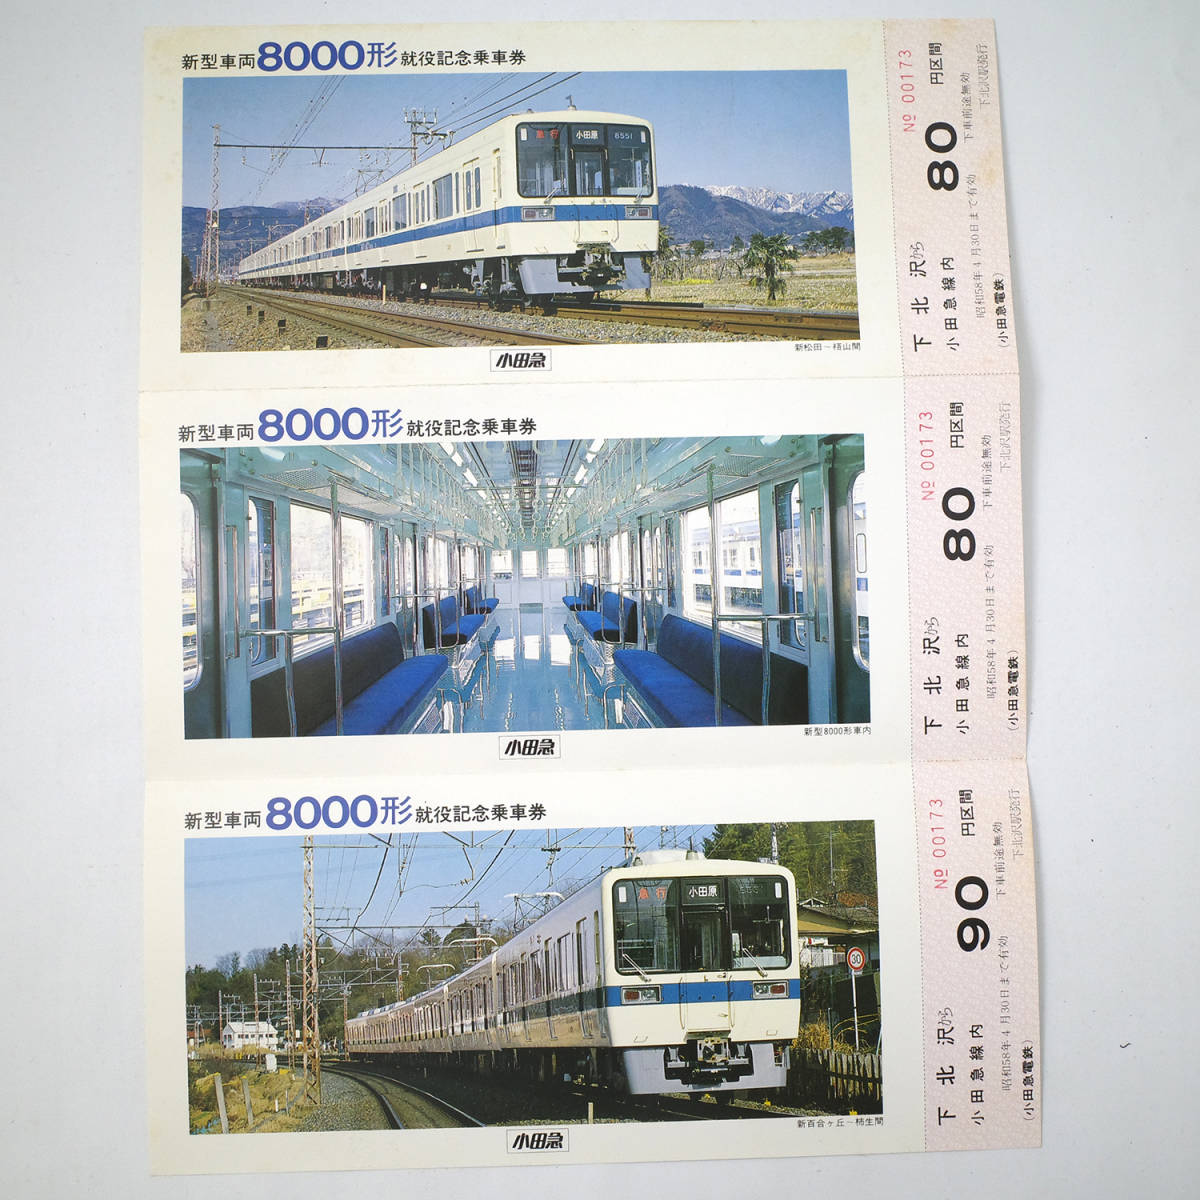 新型車両8000形就役記念乗車券
急行
小田原
8551
新松田~栢山間
小田急
№ 00173
80
円区間
下北沢から
小田急線内
下車前途無効
昭和58年4月30日まで有効
下北沢駅発行
(小田急電鉄)
新型車両8000形就役記念乗車券
新型8000形車内
小田急
№ 00173
80
円区間
下北沢から
小田急線内
下車前途無効
昭和58年4月30日まで有効
下北沢駅発行
(小田急電鉄)
新型車両8000形就役記念乗車券
急行
小田原
30
新百合ヶ丘~柿生間
小田急
№ 00173
90
円区間
下北沢から
小田急線内
下車前途無効
昭和58年4月30日まで有効
下北沢駅発行
(小田急電鉄)